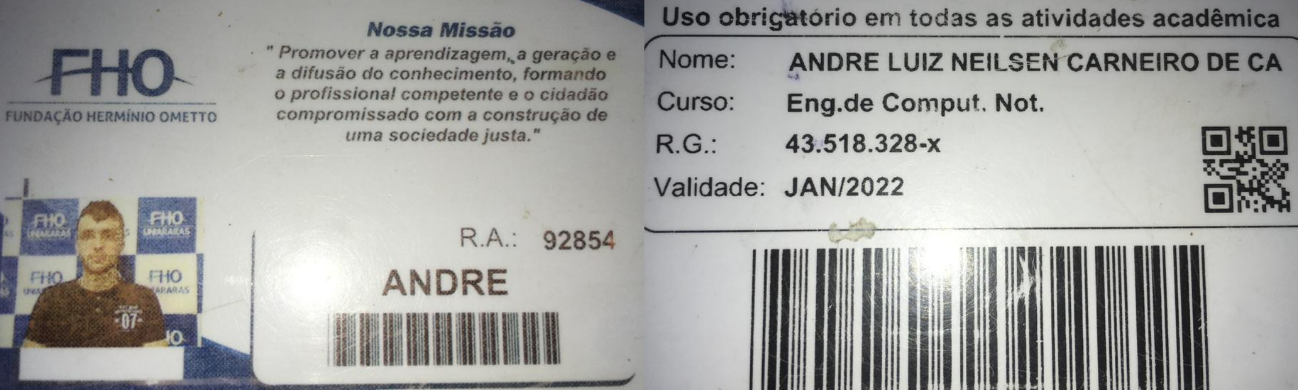 FHO
FUNDAÇÃO HERMÍNIO OMETTO
Nossa Missão
" Promover a aprendizagem, a geração e
a difusão do conhecimento, formando
o profissional competente e o cidadão
compromissado com a construção de
uma sociedade justa."
FHO
UNIARARAS
FHO
UNIARARAS
FHO
FHO
07
R.A.: 92854
ANDRE
Uso obrigatório em todas as atividades acadêmica
Nome: ANDRE LUIZ NEILSEN CARNEIRO DE CA
Curso: Eng.de Comput. Not.
R.G.: 43.518.328-x
Validade: JAN/2022